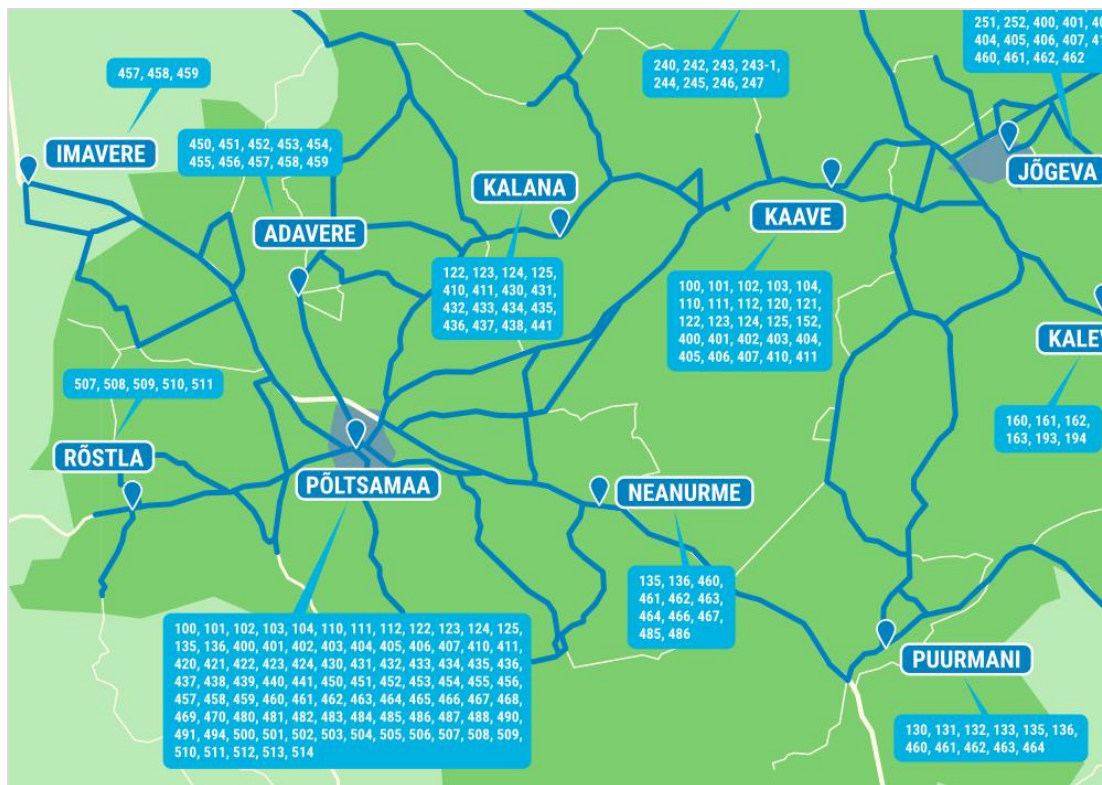 251, 252, 400, 401,
404, 405, 406, 407,
460, 461, 462, 462
240, 242, 243, 243-1,
244, 245, 246, 247
457, 458, 459
IMAVERE
450, 451, 452, 453, 454,
455, 456, 457, 458, 459
ADAVERE
KALANA
122, 123, 124, 125,
410, 411, 430, 431,
432, 433, 434, 435,
436, 437, 438, 441
KAAVE
100, 101, 102, 103, 104,
110, 111, 112, 120, 121,
122, 123, 124, 125, 152,
400, 401, 402, 403, 404,
405, 406, 407, 410, 411
JÕGEVA
KALEV
160, 161, 162,
163, 193, 194
507, 508, 509, 510, 511
RÕSTLA
PÕLTSAMAA
100, 101, 102, 103, 104, 110, 111, 112, 122, 123, 124, 125,
135, 136, 400, 401, 402, 403, 404, 405, 406, 407, 410, 411,
420, 421, 422, 423, 424, 430, 431, 432, 433, 434, 435, 436,
437, 438, 439, 440, 441, 450, 451, 452, 453, 454, 455, 456,
457, 458, 459, 460, 461, 462, 463, 464, 465, 466, 467, 468,
469, 470, 480, 481, 482, 483, 484, 485, 486, 487, 488, 490,
491, 494, 500, 501, 502, 503, 504, 505, 506, 507, 508, 509,
510, 511, 512, 513, 514
NEANURME
135, 136, 460,
461, 462, 463,
464, 466, 467,
485, 486
PUURMANI
130, 131, 132, 133, 135, 136,
460, 461, 462, 463, 464